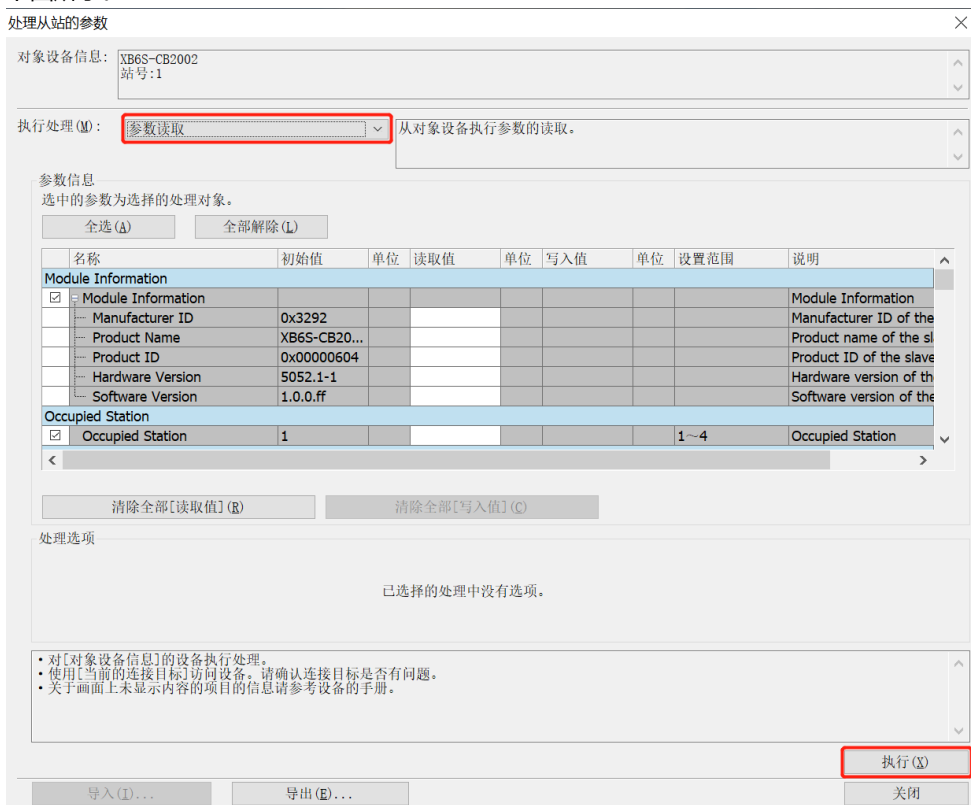 处理从站的参数
对象设备信息: XB6S-CB2002
站号:1
执行处理(M): 参数读取 从对象设备执行参数的读取。
参数信息
选中的参数为选择的处理对象。
全选(A) 全部解除(L)
名称 初始值 单位 读取值 单位 写入值 单位 设置范围 说明
Module Information
Module Information Module Information
Manufacturer ID 0x3292 Manufacturer ID of the
Product Name XB6S-CB20... Product name of the sl
Product ID 0x00000604 Product ID of the slave
Hardware Version 5052.1-1 Hardware version of th
Software Version 1.0.0.ff Software version of the
Occupied Station
Occupied Station 1 1~4 Occupied Station
清除全部[读取值](R) 清除全部[写入值](C)
处理选项
已选择的处理中没有选项。
•对[对象设备信息]的设备执行处理。
•使用[当前的连接目标]访问设备。请确认连接目标是否有问题。
•关于画面上未显示内容的项目的信息请参考设备的手册。
执行(X)
导入(I)... 导出(E)... 关闭